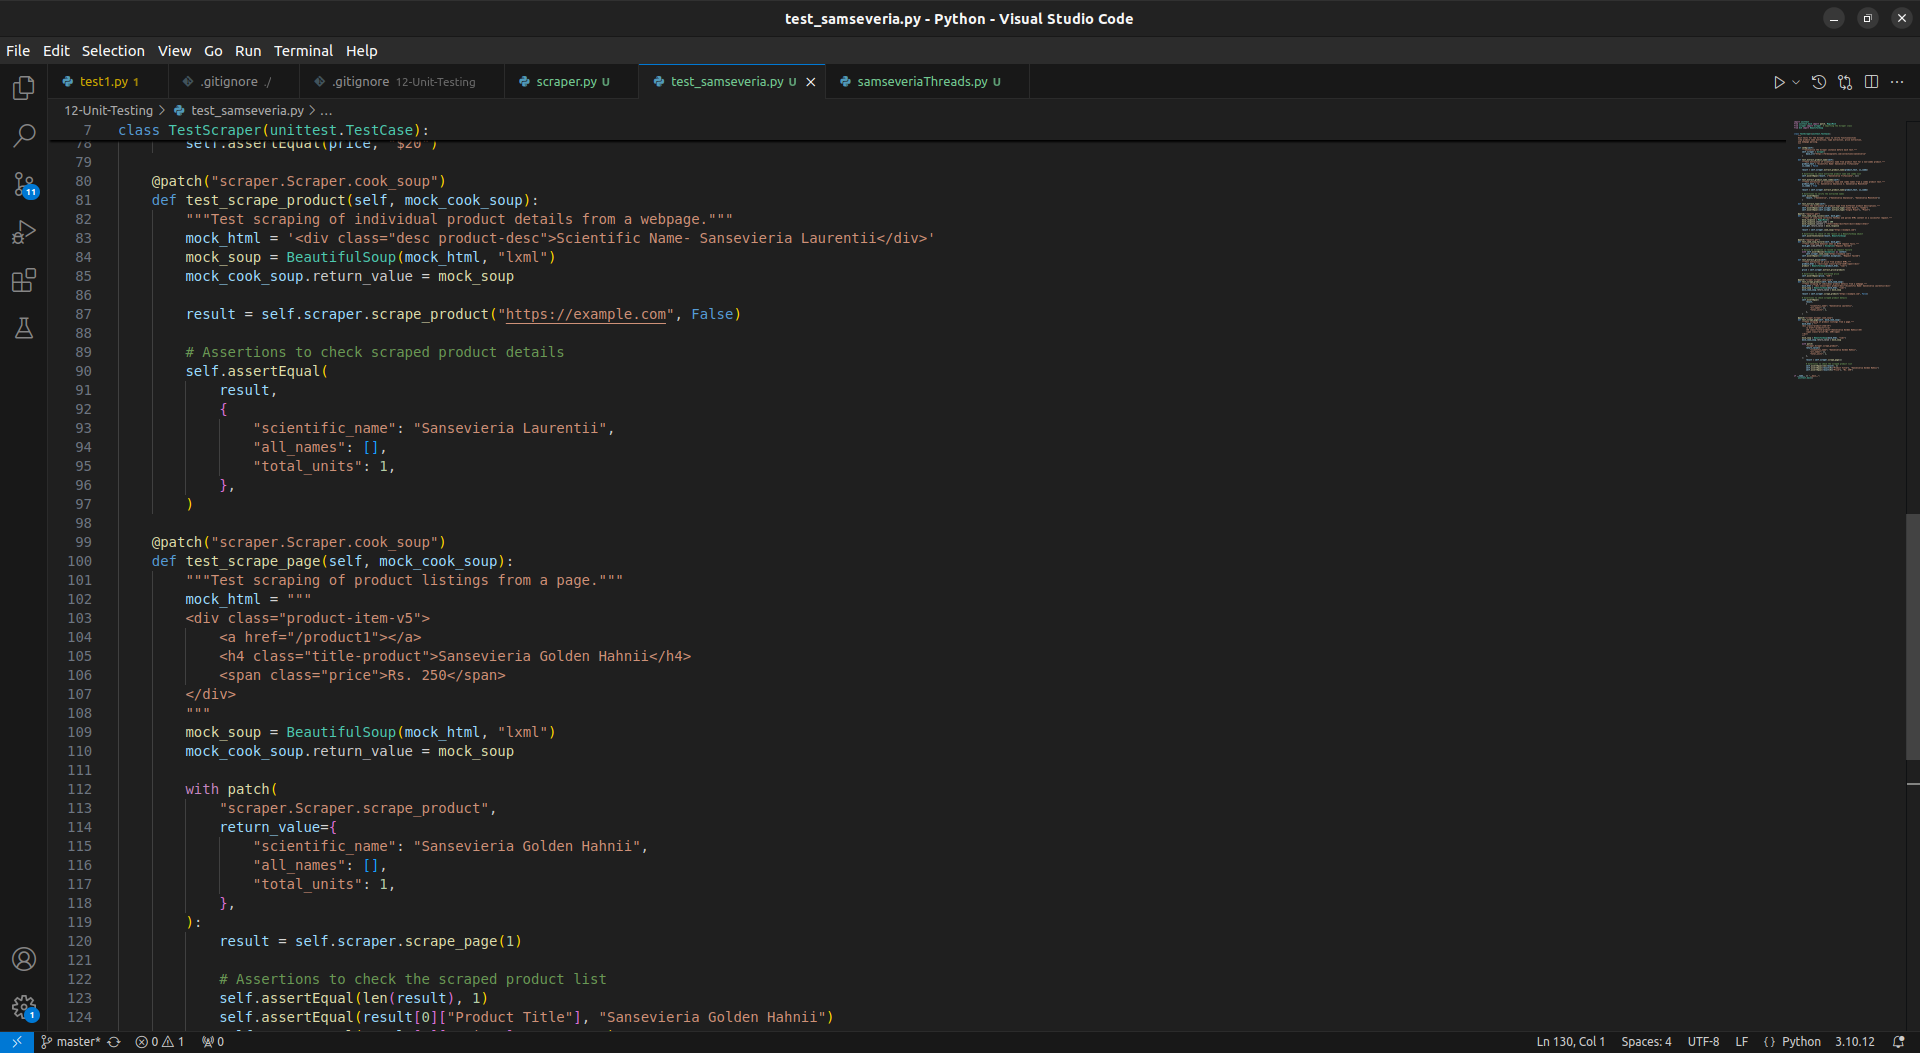 test_samseveria.py - Python - Visual Studio Code
File Edit Selection View Go Run Terminal Help
test1.py 1 .gitignore ./ .gitignore 12-Unit-Testing scraper.py U test_samseveria.py U samseveriaThreads.py U
12-Unit-Testing > test_samseveria.py > ...
7 class TestScraper(unittest.TestCase):
78 self.assertEqual(price, "$20")
79
80 @patch("scraper.Scraper.cook_soup")
81 def test_scrape_product(self, mock_cook_soup):
82 """Test scraping of individual product details from a webpage."""
83 mock_html = '<div class="desc product-desc">Scientific Name- Sansevieria Laurentii</div>'
84 mock_soup = BeautifulSoup(mock_html, "lxml")
85 mock_cook_soup.return_value = mock_soup
86
87 result = self.scraper.scrape_product("https://example.com", False)
88
89 # Assertions to check scraped product details
90 self.assertEqual(
91 result,
92 {
93 "scientific_name": "Sansevieria Laurentii",
94 "all_names": [],
95 "total_units": 1,
96 },
97 )
98
99 @patch("scraper.Scraper.cook_soup")
100 def test_scrape_page(self, mock_cook_soup):
101 """Test scraping of product listings from a page."""
102 mock_html = """
103 <div class="product-item-v5">
104 <a href="/product1"></a>
105 <h4 class="title-product">Sansevieria Golden Hahnii</h4>
106 <span class="price">Rs. 250</span>
107 </div>
108 """
109 mock_soup = BeautifulSoup(mock_html, "lxml")
110 mock_cook_soup.return_value = mock_soup
111
112 with patch(
113 "scraper.Scraper.scrape_product",
114 return_value={
115 "scientific_name": "Sansevieria Golden Hahnii",
116 "all_names": [],
117 "total_units": 1,
118 },
119 ):
120 result = self.scraper.scrape_page(1)
121
122 # Assertions to check the scraped product list
123 self.assertEqual(len(result), 1)
124 self.assertEqual(result[0]["Product Title"], "Sansevieria Golden Hahnii")
11
1
master* 0 1 0 Ln 130, Col 1 Spaces: 4 UTF-8 LF {} Python 3.10.12